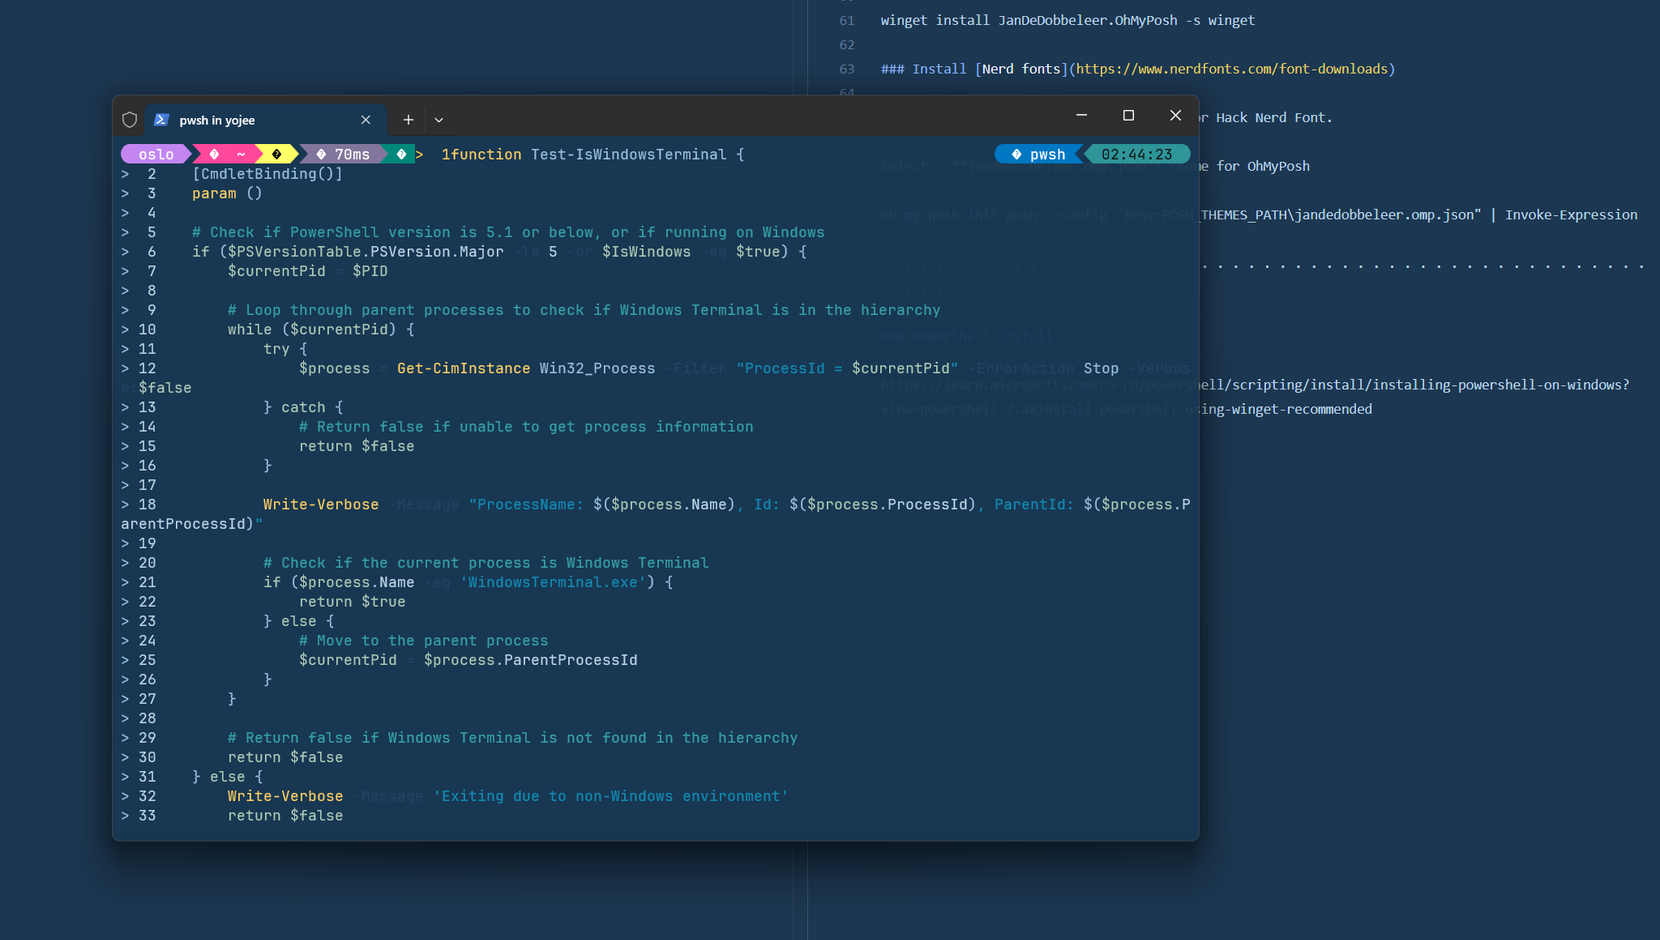 61 winget install JanDeDobbeleer.OhMyPosh -s winget
62
63 ### Install [Nerd fonts](https://www.nerdfonts.com/font-downloads)
64
or Hack Nerd Font.
select - "jandedobbeleer.omp.json" theme for OhMyPosh
oh-my-posh init pwsh --config "$env:POSH_THEMES_PATH\jandedobbeleer.omp.json" | Invoke-Expression
### PowerShell install
https://learn.microsoft.com/ru-ru/powershell/scripting/install/installing-powershell-on-windows?
view=powershell-7.4#install-powershell-using-winget-recommended
pwsh in yojee
oslo ~ 70ms > 1function Test-IsWindowsTerminal { pwsh 02:44:23
> 2 [CmdletBinding()]
> 3 param ()
> 4
> 5 # Check if PowerShell version is 5.1 or below, or if running on Windows
> 6 if ($PSVersionTable.PSVersion.Major -le 5 -or $IsWindows -eq $true) {
> 7 $currentPid = $PID
> 8
> 9 # Loop through parent processes to check if Windows Terminal is in the hierarchy
> 10 while ($currentPid) {
> 11 try {
> 12 $process = Get-CimInstance Win32_Process -Filter "ProcessId = $currentPid" -ErrorAction Stop -Verbos
e:$false
> 13 } catch {
> 14 # Return false if unable to get process information
> 15 return $false
> 16 }
> 17
> 18 Write-Verbose -Message "ProcessName: $($process.Name), Id: $($process.ProcessId), ParentId: $($process.P
arentProcessId)"
> 19
> 20 # Check if the current process is Windows Terminal
> 21 if ($process.Name -eq 'WindowsTerminal.exe') {
> 22 return $true
> 23 } else {
> 24 # Move to the parent process
> 25 $currentPid = $process.ParentProcessId
> 26 }
> 27 }
> 28
> 29 # Return false if Windows Terminal is not found in the hierarchy
> 30 return $false
> 31 } else {
> 32 Write-Verbose -Message 'Exiting due to non-Windows environment'
> 33 return $false